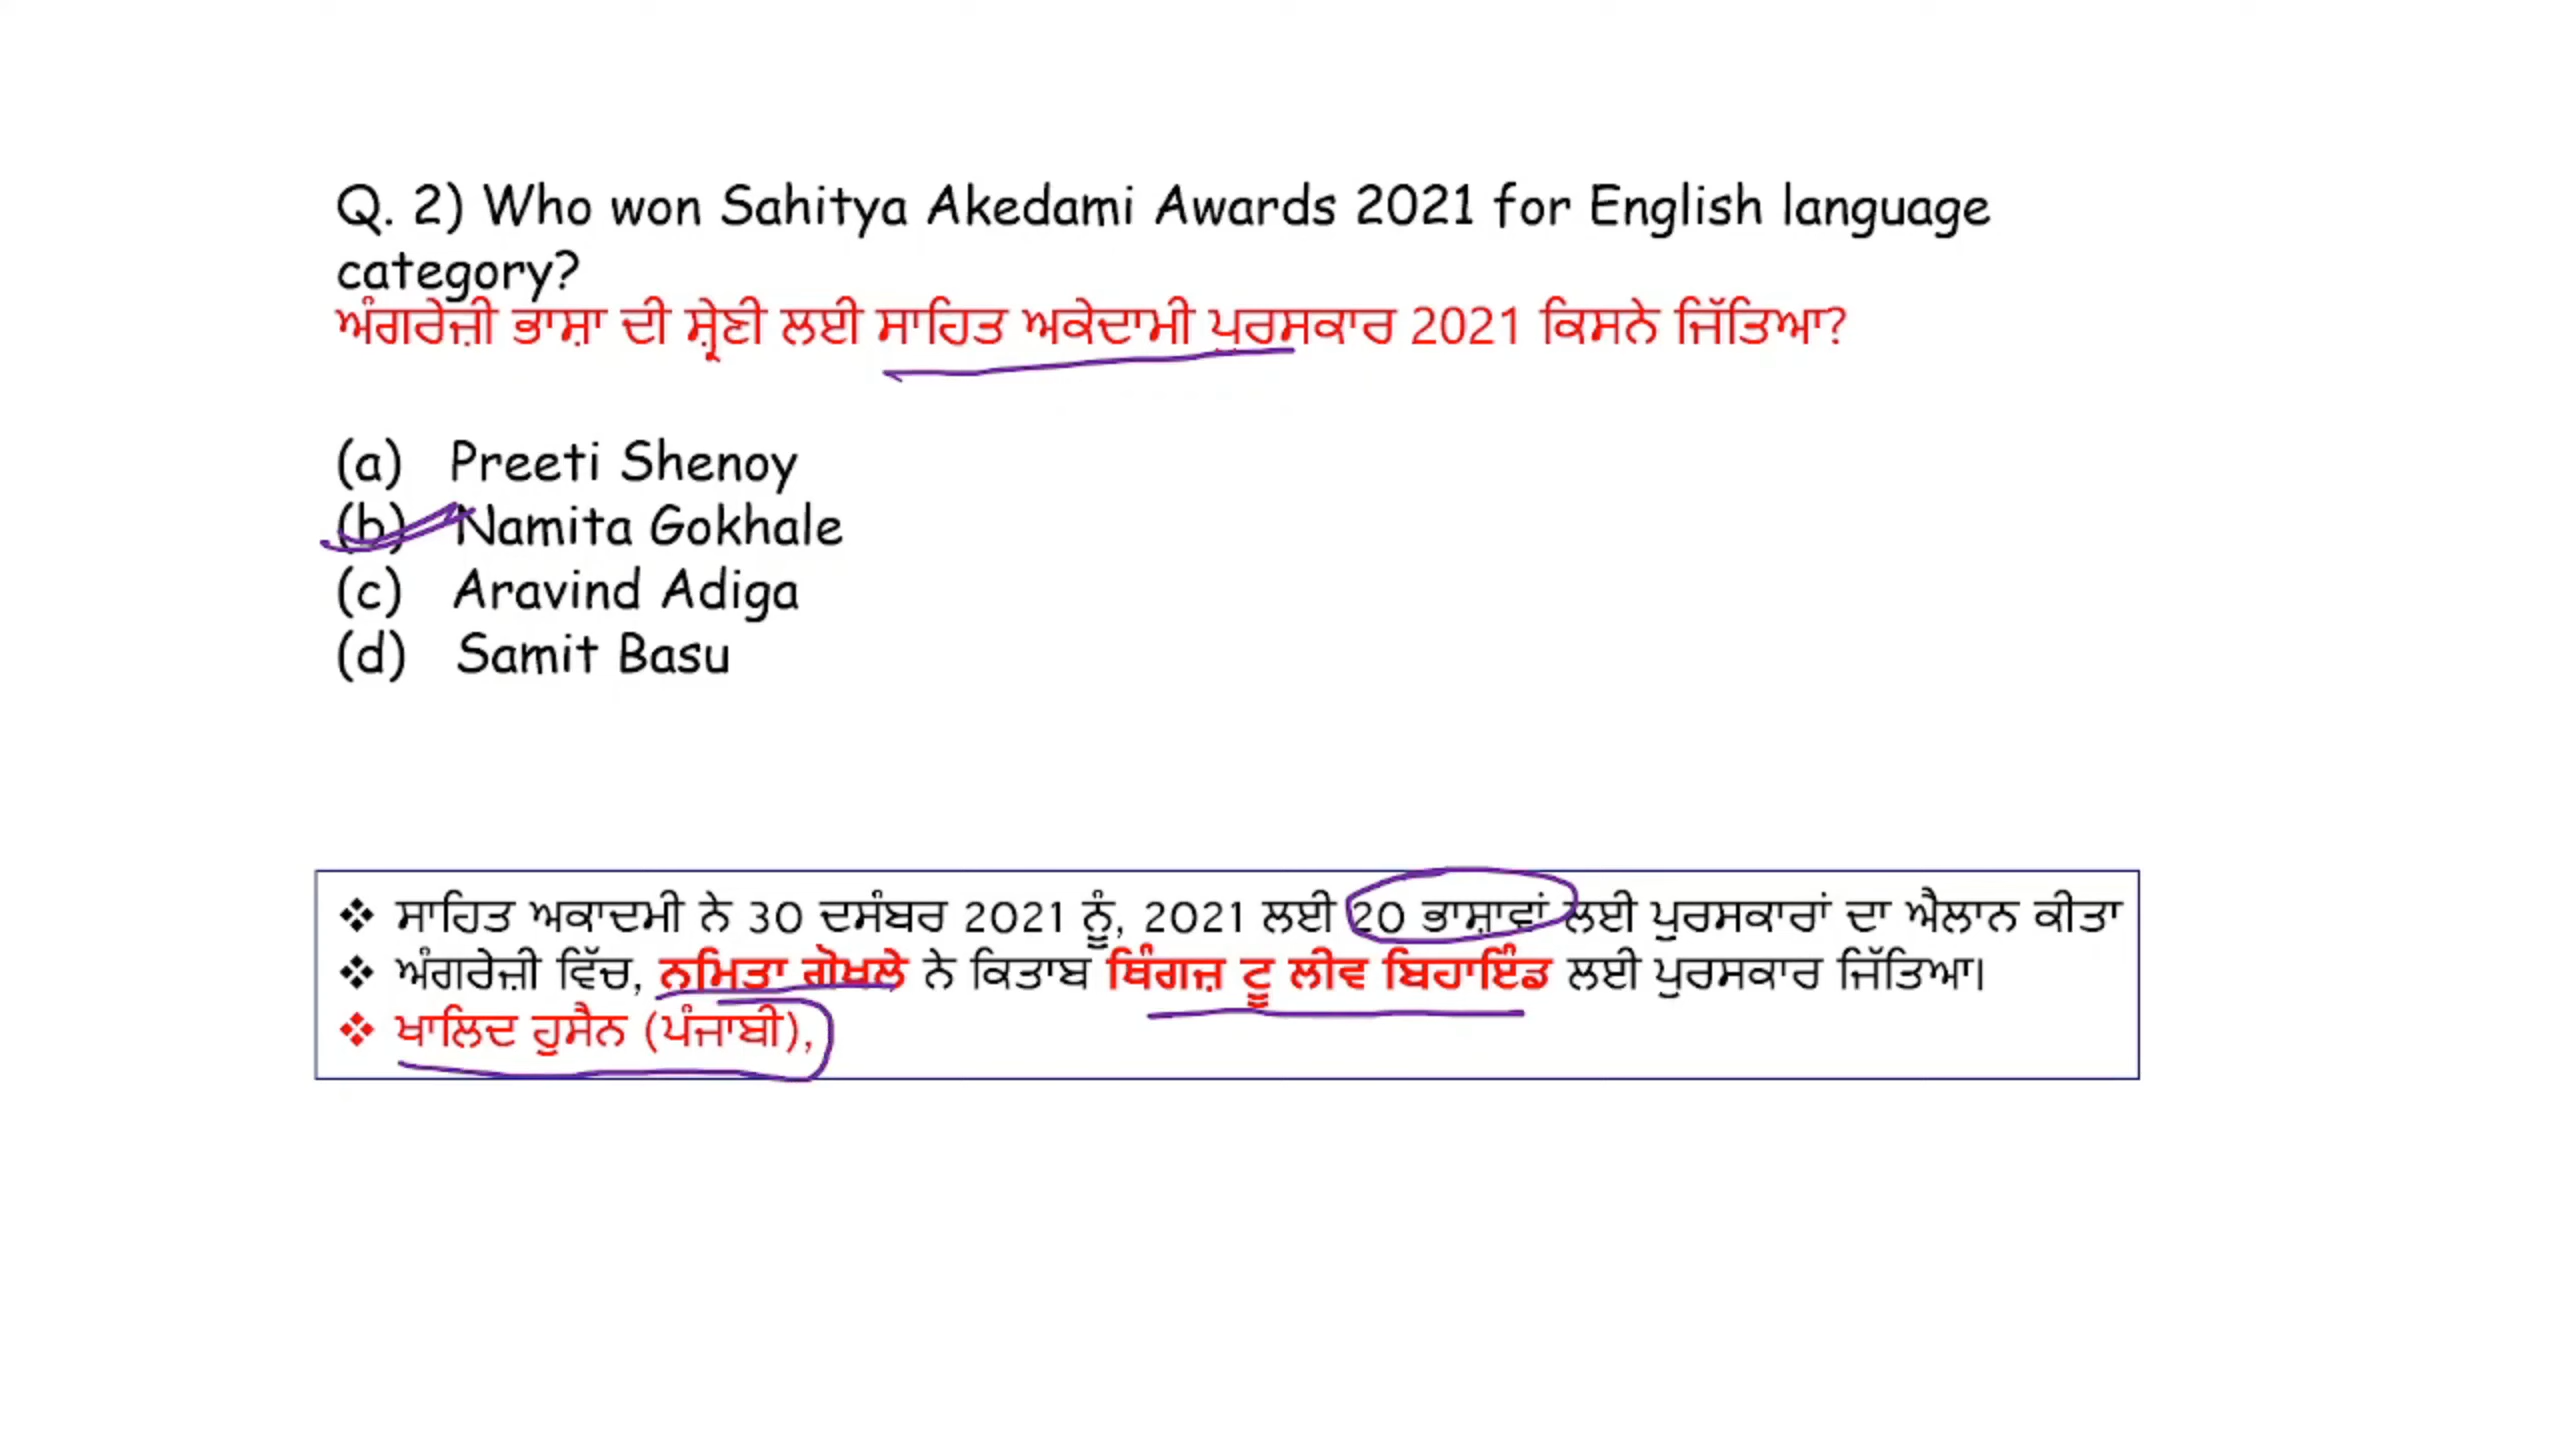 Q. 2) Who won Sahitya Akedami Awards 2021 for English language
category?
ਅੰਗਰੇਜ਼ੀ ਭਾਸ਼ਾ ਦੀ ਸ਼੍ਰੇਣੀ ਲਈ ਸਾਹਿਤ ਅਕੇਦਾਮੀ ਪੁਰਸਕਾਰ 2021 ਕਿਸਨੇ ਜਿੱਤਿਆ?
(a) Preeti Shenoy
(b) Namita Gokhale
(c) Aravind Adiga
(d) Samit Basu
❖ ਸਾਹਿਤ ਅਕਾਦਮੀ ਨੇ 30 ਦਸੰਬਰ 2021 ਨੂੰ, 2021 ਲਈ 20 ਭਾਸ਼ਾਵਾਂ ਲਈ ਪੁਰਸਕਾਰਾਂ ਦਾ ਐਲਾਨ ਕੀਤਾ
❖ ਅੰਗਰੇਜ਼ੀ ਵਿੱਚ, ਨਮਿਤਾ ਗੋਖਲੇ ਨੇ ਕਿਤਾਬ ਥਿੰਗਜ਼ ਟੂ ਲੀਵ ਬਿਹਾਇੰਡ ਲਈ ਪੁਰਸਕਾਰ ਜਿੱਤਿਆ।
❖ ਖਾਲਿਦ ਹੁਸੈਨ (ਪੰਜਾਬੀ),